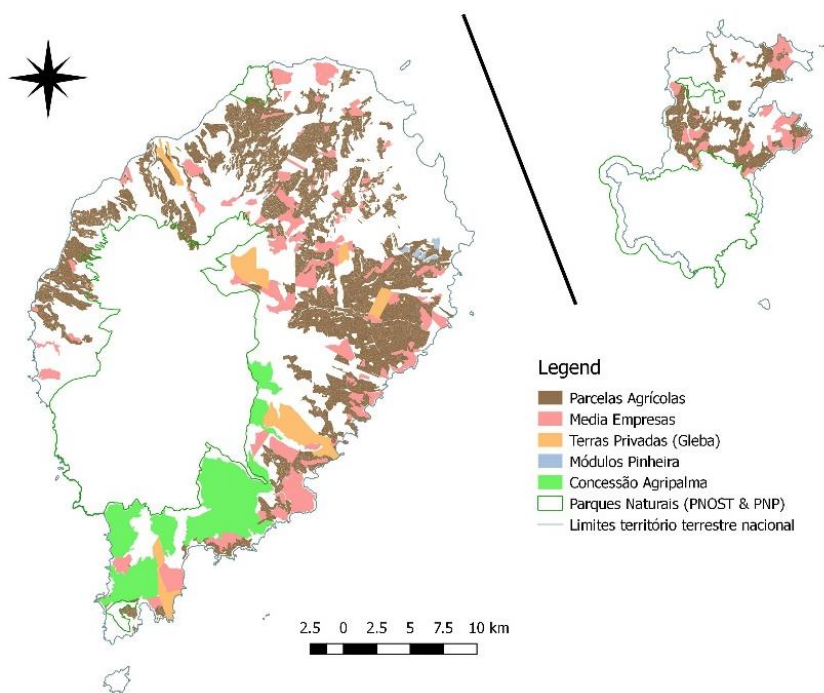 Legend
Parcelas Agrícolas
Media Empresas
Terras Privadas (Gleba)
Módulos Pinheira
Concessão Agripalma
Parques Naturais (PNOST & PNP)
Limites território terrestre nacional
2.5 0 2.5 5 7.5 10 km